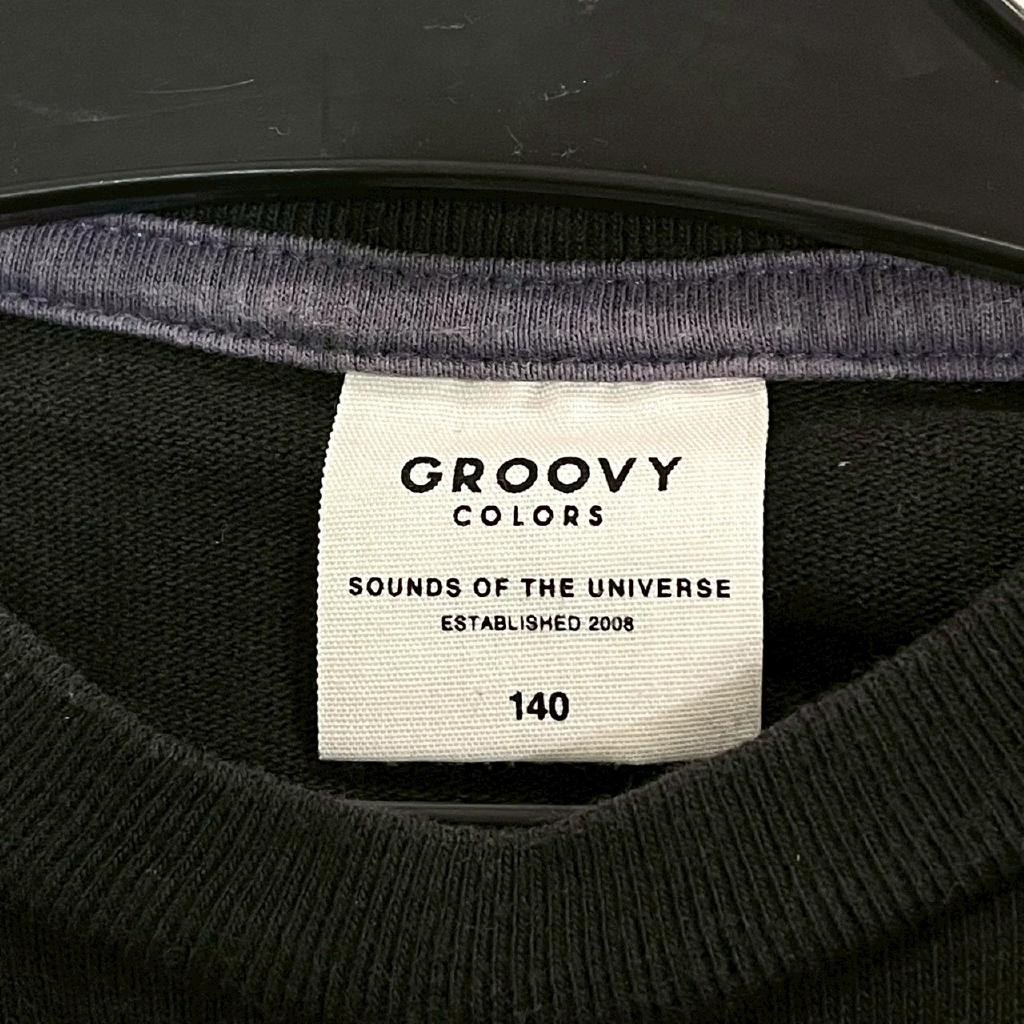 GROOVY
COLORS
SOUNDS OF THE UNIVERSE
ESTABLISHED 2008
140